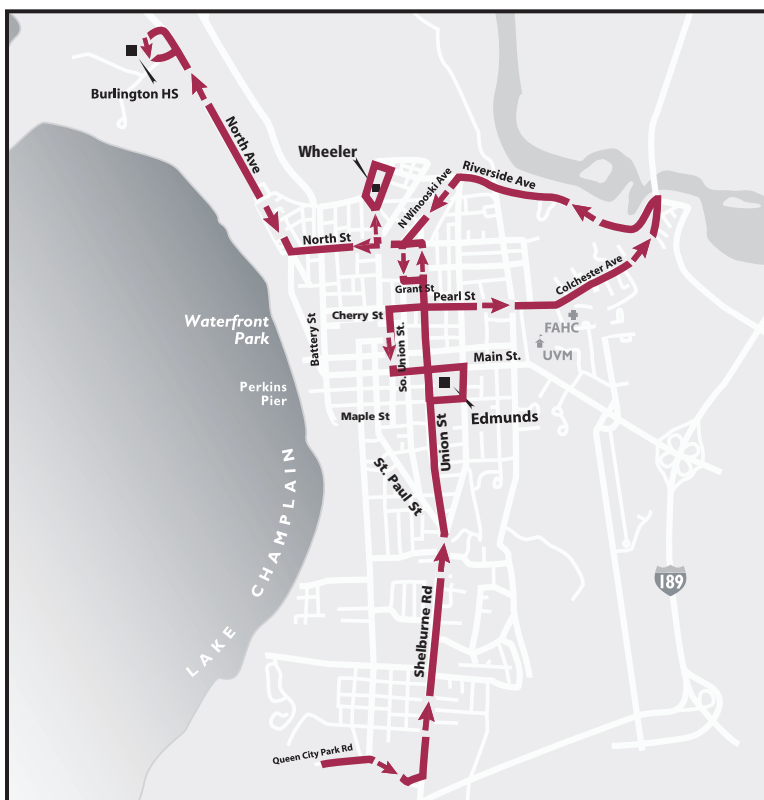 Burlington HS
North Ave
Wheeler
N Winooski Ave
Riverside Ave
North St
Grant St
Colchester Ave
Pearl St
Cherry St
Waterfront
Park
Battery St
So. Union St.
FAHC
UVM
Main St.
Perkins
Pier
Maple St
Edmunds
Union St
St. Paul St
LAKE CHAMPLAIN
189
Shelburne Rd
Queen City Park Rd